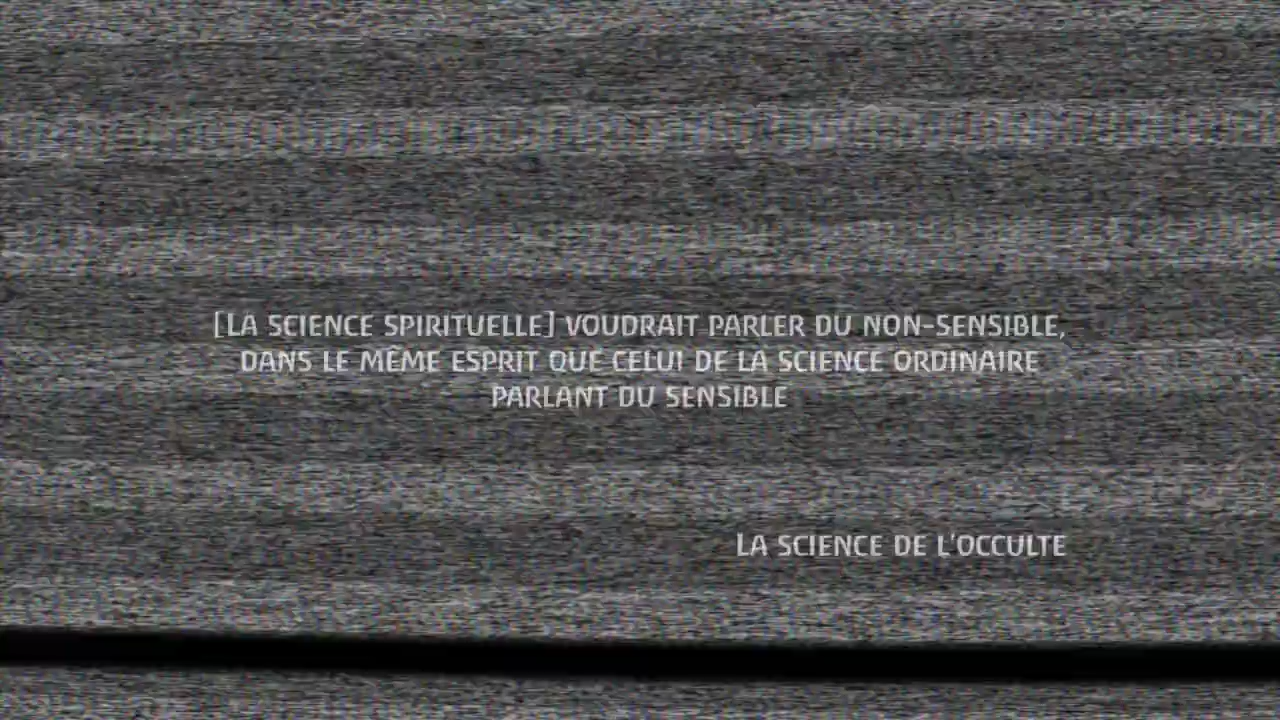 [La science spirituelle] voudrait parler du non-sensible,
dans le même esprit que celui de la science ordinaire
parlant du sensible
La science de l'occulte